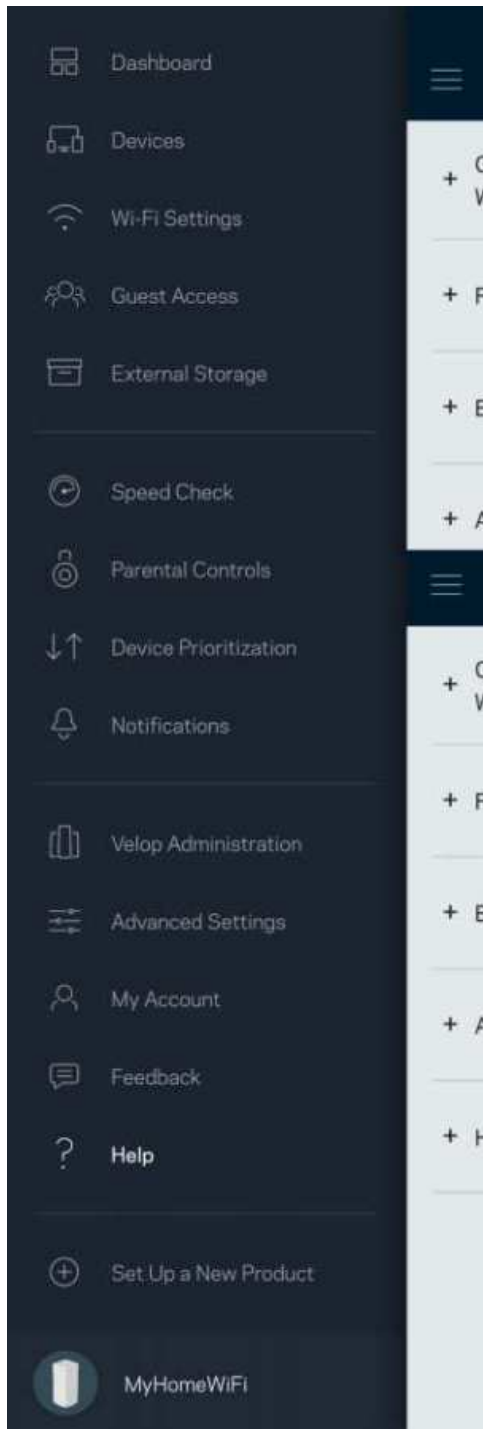 Dashboard
Devices
Wi-Fi Settings
Guest Access
External Storage
Speed Check
Parental Controls
Device Prioritization
Notifications
Velop Administration
Advanced Settings
My Account
Feedback
? Help
Set Up a New Product
MyHomeWiFi